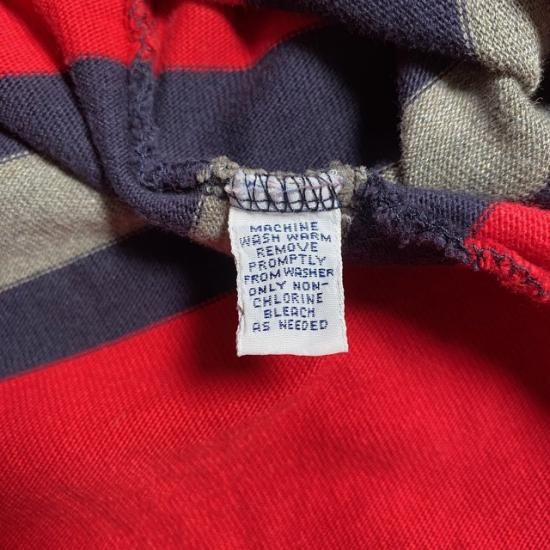 MACHINE
WASH WARM
REMOVE
PROMPTLY
FROM WASHER
ONLY NON-
CHLORINE
BLEACH
AS NEEDED